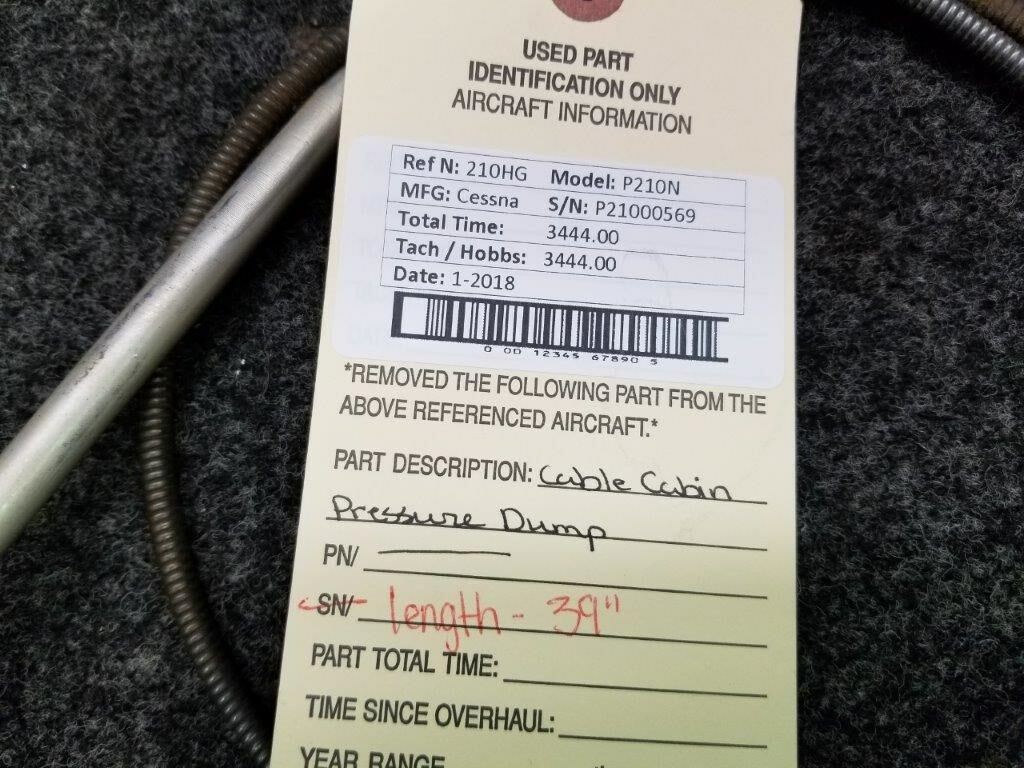 USED PART
IDENTIFICATION ONLY
AIRCRAFT INFORMATION
Ref N: 210HG Model: P210N
MFG: Cessna S/N: P21000569
Total Time: 3444.00
Tach / Hobbs: 3444.00
Date: 1-2018
0 00 12345 67890 5
*REMOVED THE FOLLOWING PART FROM THE
ABOVE REFERENCED AIRCRAFT.*
PART DESCRIPTION: Cable Cabin
Pressure Dump
PN/
SN/ length - 39"
PART TOTAL TIME:
TIME SINCE OVERHAUL:
YEAR RANGE